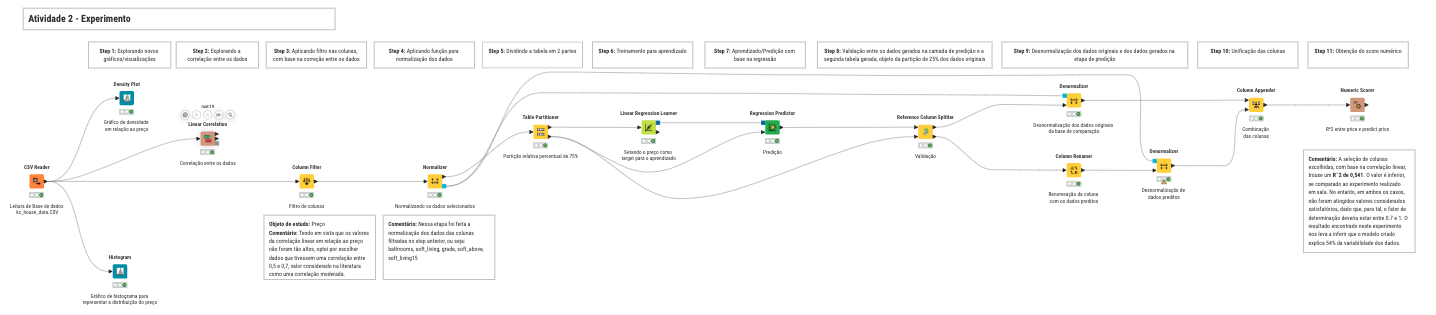 Atividade 2 - Experimento
Step 1: Explorando novos
gráficos/visualizações
Step 2: Explorando a
correlação entre os dados
Step 3: Aplicando filtro nas colunas,
com base na correção entre os dados
Step 4: Aplicando função para
normalização dos dados
Step 5: Dividindo a tabela em 2 partes
Step 6: Treinamento para aprendizado
Step 7: Aprendizado/Predição com
base na regressão
Step 8: Validação entre os dados gerados na camada de predição e a
segunda tabela gerada, objeto da partição de 25% dos dados originais
Step 9: Desnormalização dos dados originais e dos dados gerados na
etapa de predição
Step 10: Unificação das colunas
Step 11: Obtenção do score numérico
Density Plot
Gráfico de densidade
em relação ao preço
Linear Correlation
Correlação entre os dados
CSV Reader
Leitura de Base de dados
kc_house_data.CSV
Histogram
Gráfico de histograma para
representar a distribuição do preço
Column Filter
Filtro de colunas
Objeto de estudo: Preço
Comentário: Tendo em vista que os valores
da correlação linear em relação ao preço
não foram tão altos, optei por escolher
dados que tivessem uma correlação entre
0,5 e 0,7, valor considerado na literatura
como uma correlação moderada.
Normalizer
Normalizando os dados selecionados
Comentário: Nessa etapa foi feita a
normalização dos dados das colunas
filtradas no step anterior, ou seja:
bathrooms, sqft_living, grade, sqft_above,
sqft_living15
Table Partitioner
Partição relativa percentual de 75%
Linear Regression Learner
Setando o preço como
target para o aprendizado
Regression Predictor
Predição
Reference Column Splitter
Validação
Denormalizer
Desnormalização dos dados originais
da base de comparação
Column Renamer
Renomeação da coluna
com os dados preditos
Denormalizer
Desnormalização de
dados preditos
Column Appender
Combinação
das colunas
Numeric Scorer
R^2 entre price e predict price
Comentário: A seleção de colunas
escolhidas, com base na correlação linear,
trouxe um R^2 de 0,541. O valor é inferior,
se comparado ao experimento realizado
em sala. No entanto, em ambos os casos,
não foram atingidos valores considerados
satisfatórios, dado que, para tal, o fator de
determinação deveria estar entre 0.7 e 1. O
resultado encontrado neste experimento
nos leva a inferir que o modelo criado
explica 54% da variabilidade dos dados.